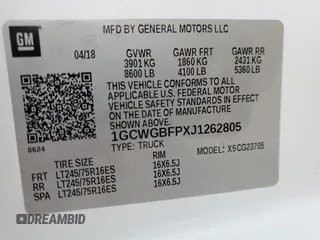 GM
MFD BY GENERAL MOTORS LLC
04/18 GVWR GAWR FRT GAWR RR
3901 KG 1860 KG 2431 KG
8600 LB 4100 LB 5360 LB
THIS VEHICLE CONFORMS TO ALL
APPLICABLE U.S. FEDERAL MOTOR
VEHICLE SAFETY STANDARDS IN
EFFECT ON THE DATE OF
MANUFACTURE SHOWN ABOVE.
1GCWGBFPXJ1262805
8624 TYPE: TRUCK MODEL: X5CG23705
TIRE SIZE RIM
FRT LT245/75R16ES 16X6.5J
RR LT245/75R16ES 16X6.5J
SPA LT245/75R16ES 16X6.5J
DREAMBID